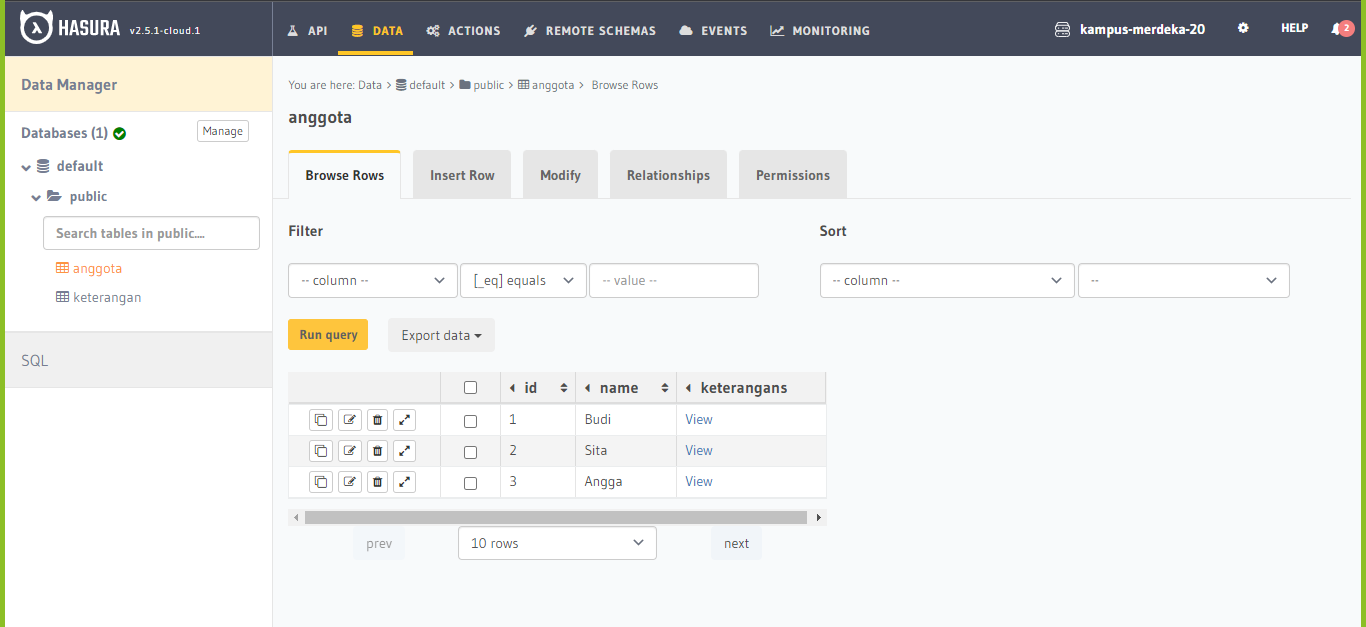 HASURA v2.5.1-cloud.1 API DATA ACTIONS REMOTE SCHEMAS EVENTS MONITORING kampus-merdeka-20 HELP 2
Data Manager
Databases (1) Manage
default
public
Search tables in public....
anggota
keterangan
SQL
You are here: Data > default > public > anggota > Browse Rows
anggota
Browse Rows Insert Row Modify Relationships Permissions
Filter Sort
-- column -- [_eq] equals -- value -- -- column -- --
Run query Export data
id name keterangans
1 Budi View
2 Sita View
3 Angga View
prev 10 rows next